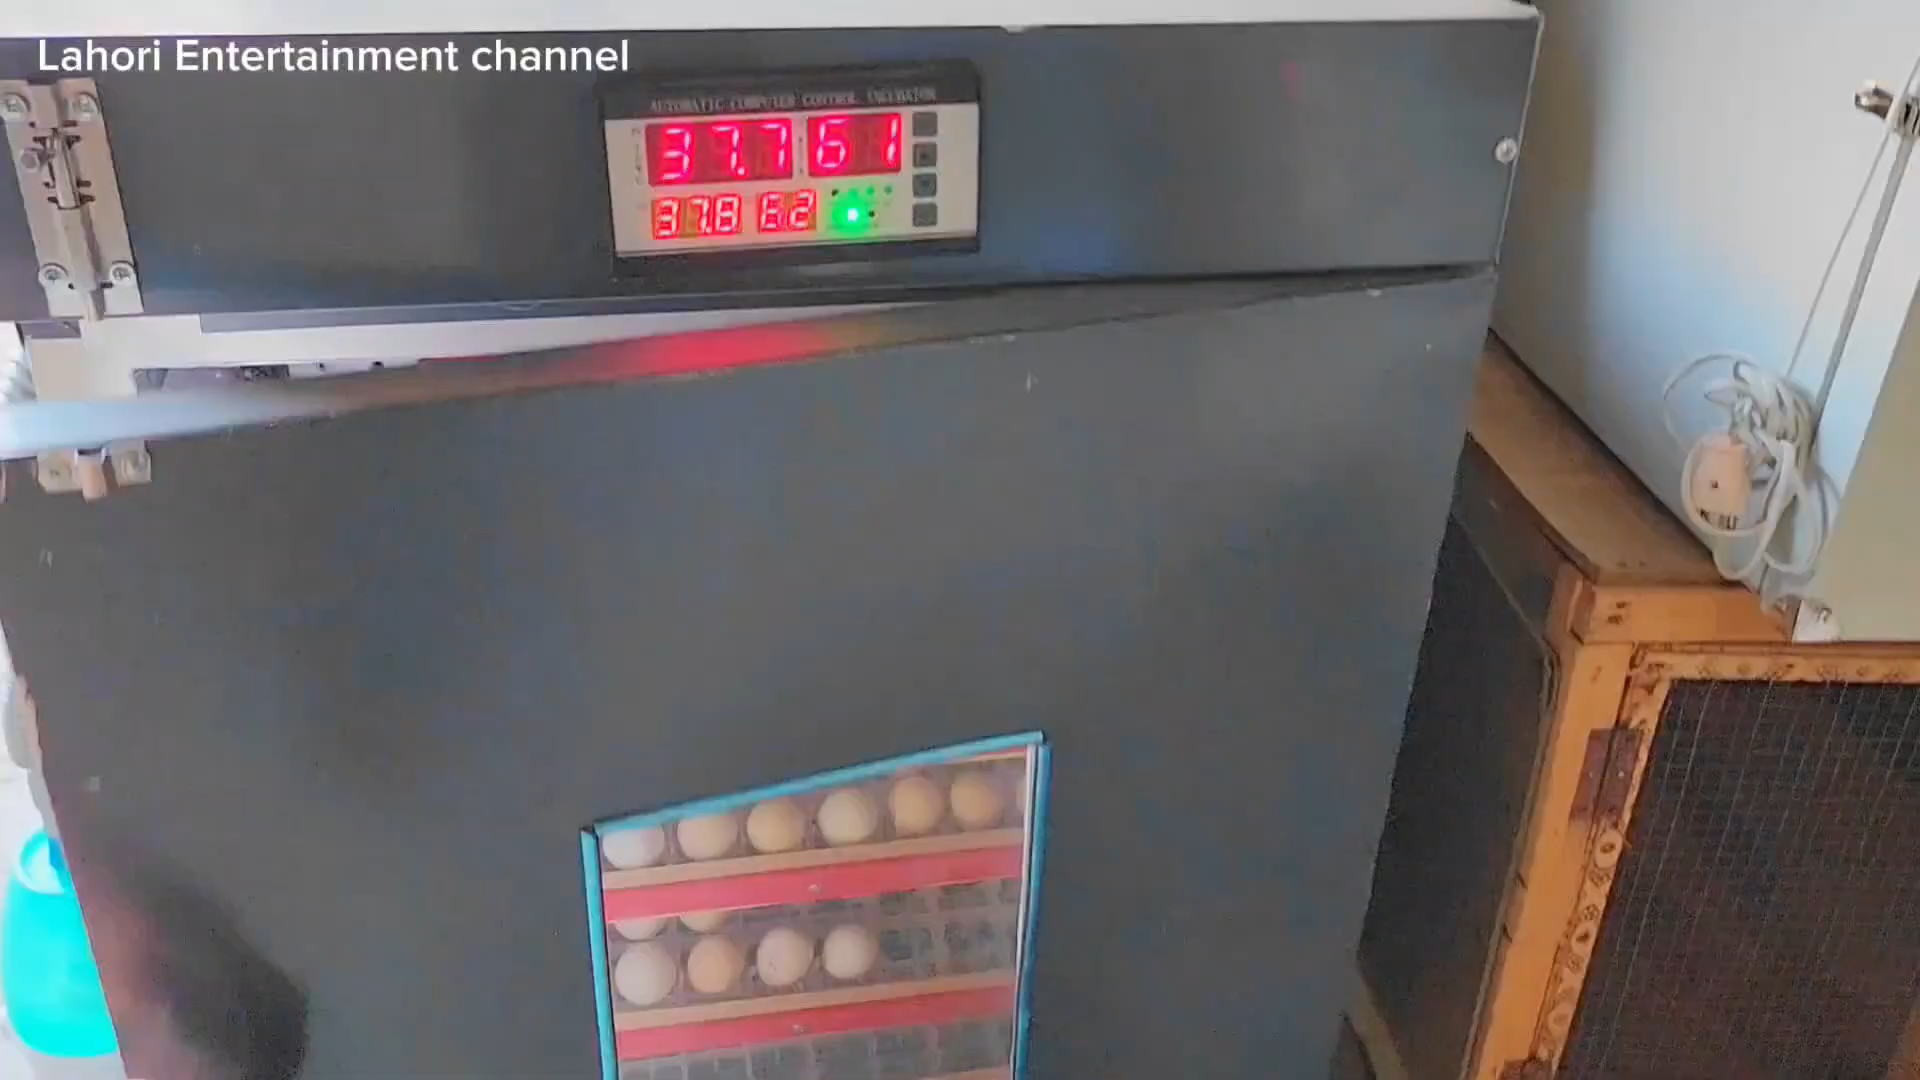 Lahori Entertainment channel
AUTOMATIC COMPUTER CONTROL INCUBATOR
37.7 61
37.8 62